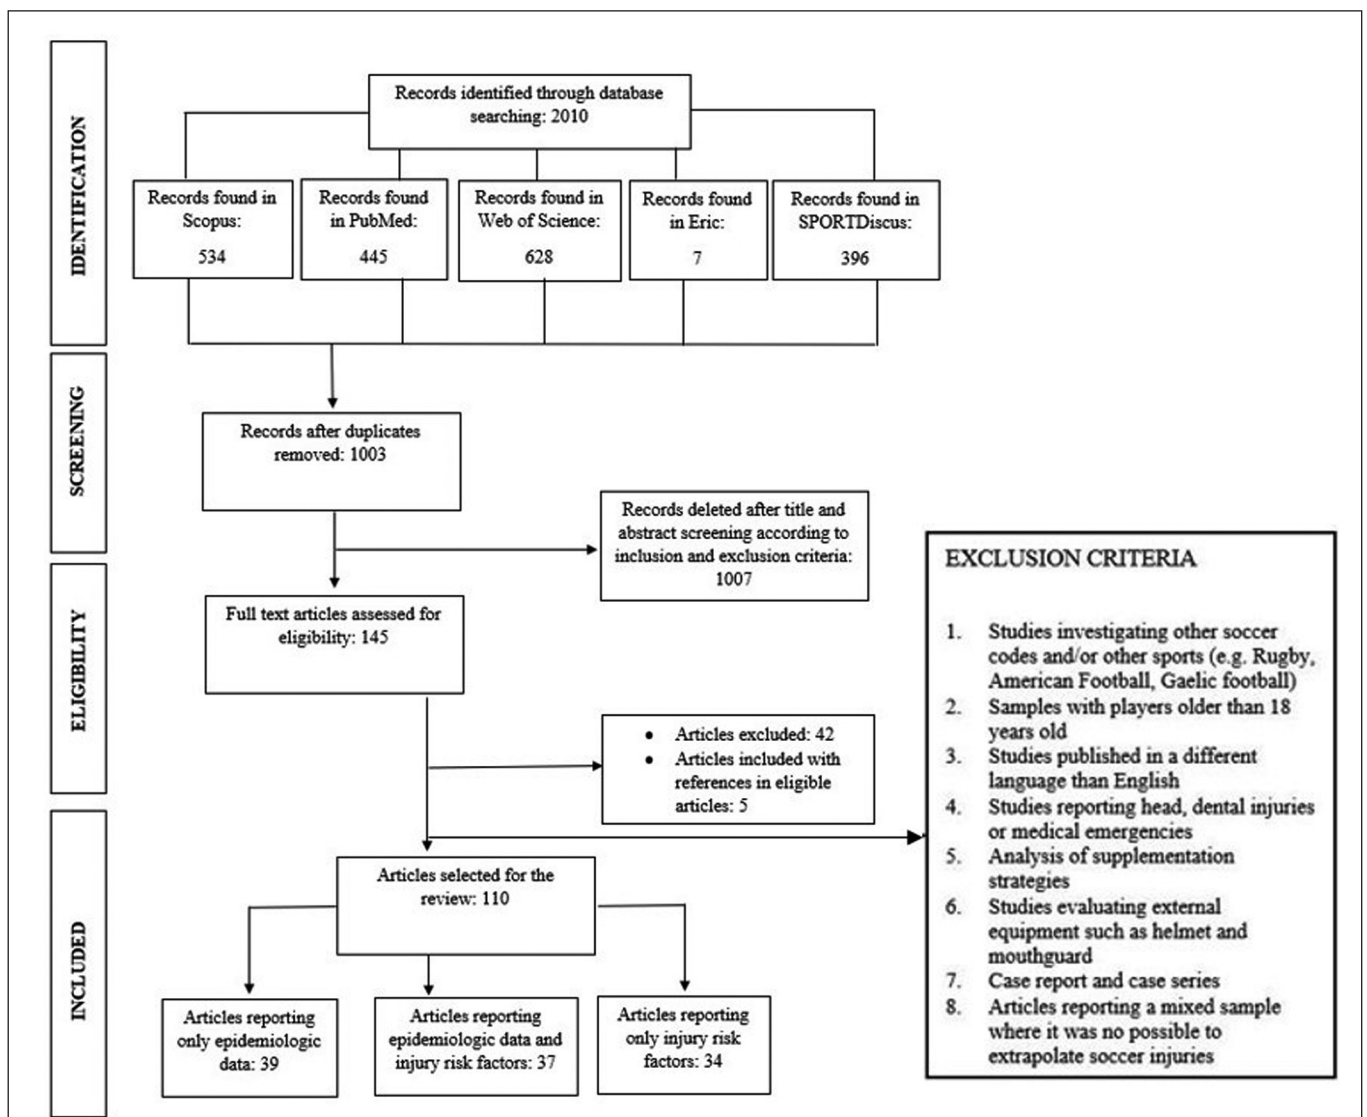 IDENTIFICATION
Records identified through database
searching: 2010
Records found in
Scopus:
534
Records found
in PubMed:
445
Records found in
Web of Science:
628
Records found
in Eric:
7
Records found in
SPORTDiscus:
396
SCREENING
Records after duplicates
removed: 1003
Records deleted after title and
abstract screening according to
inclusion and exclusion criteria:
1007
ELIGIBILITY
Full text articles assessed for
eligibility: 145
• Articles excluded: 42
• Articles included with
references in eligible
articles: 5
EXCLUSION CRITERIA
1. Studies investigating other soccer
codes and/or other sports (e.g. Rugby,
American Football, Gaelic football)
2. Samples with players older than 18
years old
3. Studies published in a different
language than English
4. Studies reporting head, dental injuries
or medical emergencies
5. Analysis of supplementation
strategies
6. Studies evaluating external
equipment such as helmet and
mouthguard
7. Case report and case series
8. Articles reporting a mixed sample
where it was no possible to
extrapolate soccer injuries
INCLUDED
Articles selected for the
review: 110
Articles reporting
only epidemiologic
data: 39
Articles reporting
epidemiologic data and
injury risk factors: 37
Articles reporting
only injury risk
factors: 34